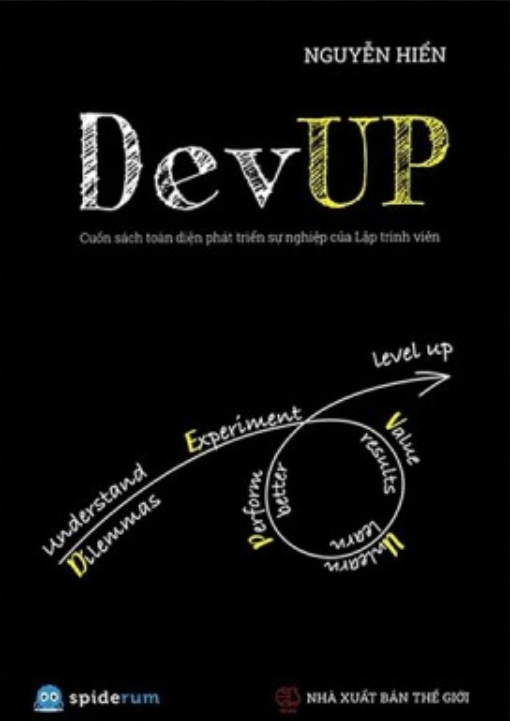 NGUYỄN HIỂN
DevUP
Cuốn sách toàn diện phát triển sự nghiệp của Lập trình viên
Level up
Experiment
Value
results
Understand
Dilemmas
Perform
better
learn
Unlearn
spiderum
NHÀ XUẤT BẢN THẾ GIỚI